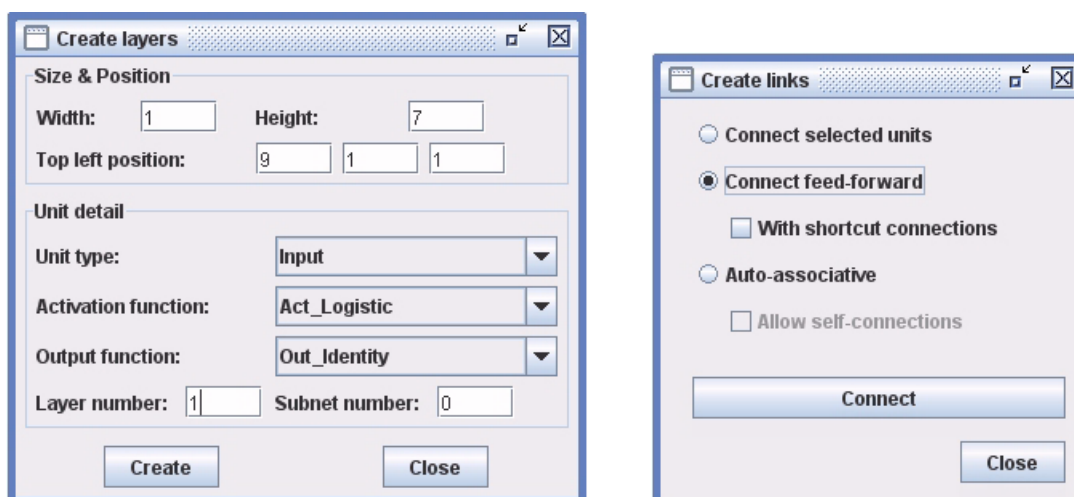 Create layers
Size & Position
Width: 1 Height: 7
Top left position: 9 1 1
Unit detail
Unit type: Input
Activation function: Act_Logistic
Output function: Out_Identity
Layer number: 1 Subnet number: 0
Create Close
Create links
Connect selected units
Connect feed-forward
With shortcut connections
Auto-associative
Allow self-connections
Connect
Close